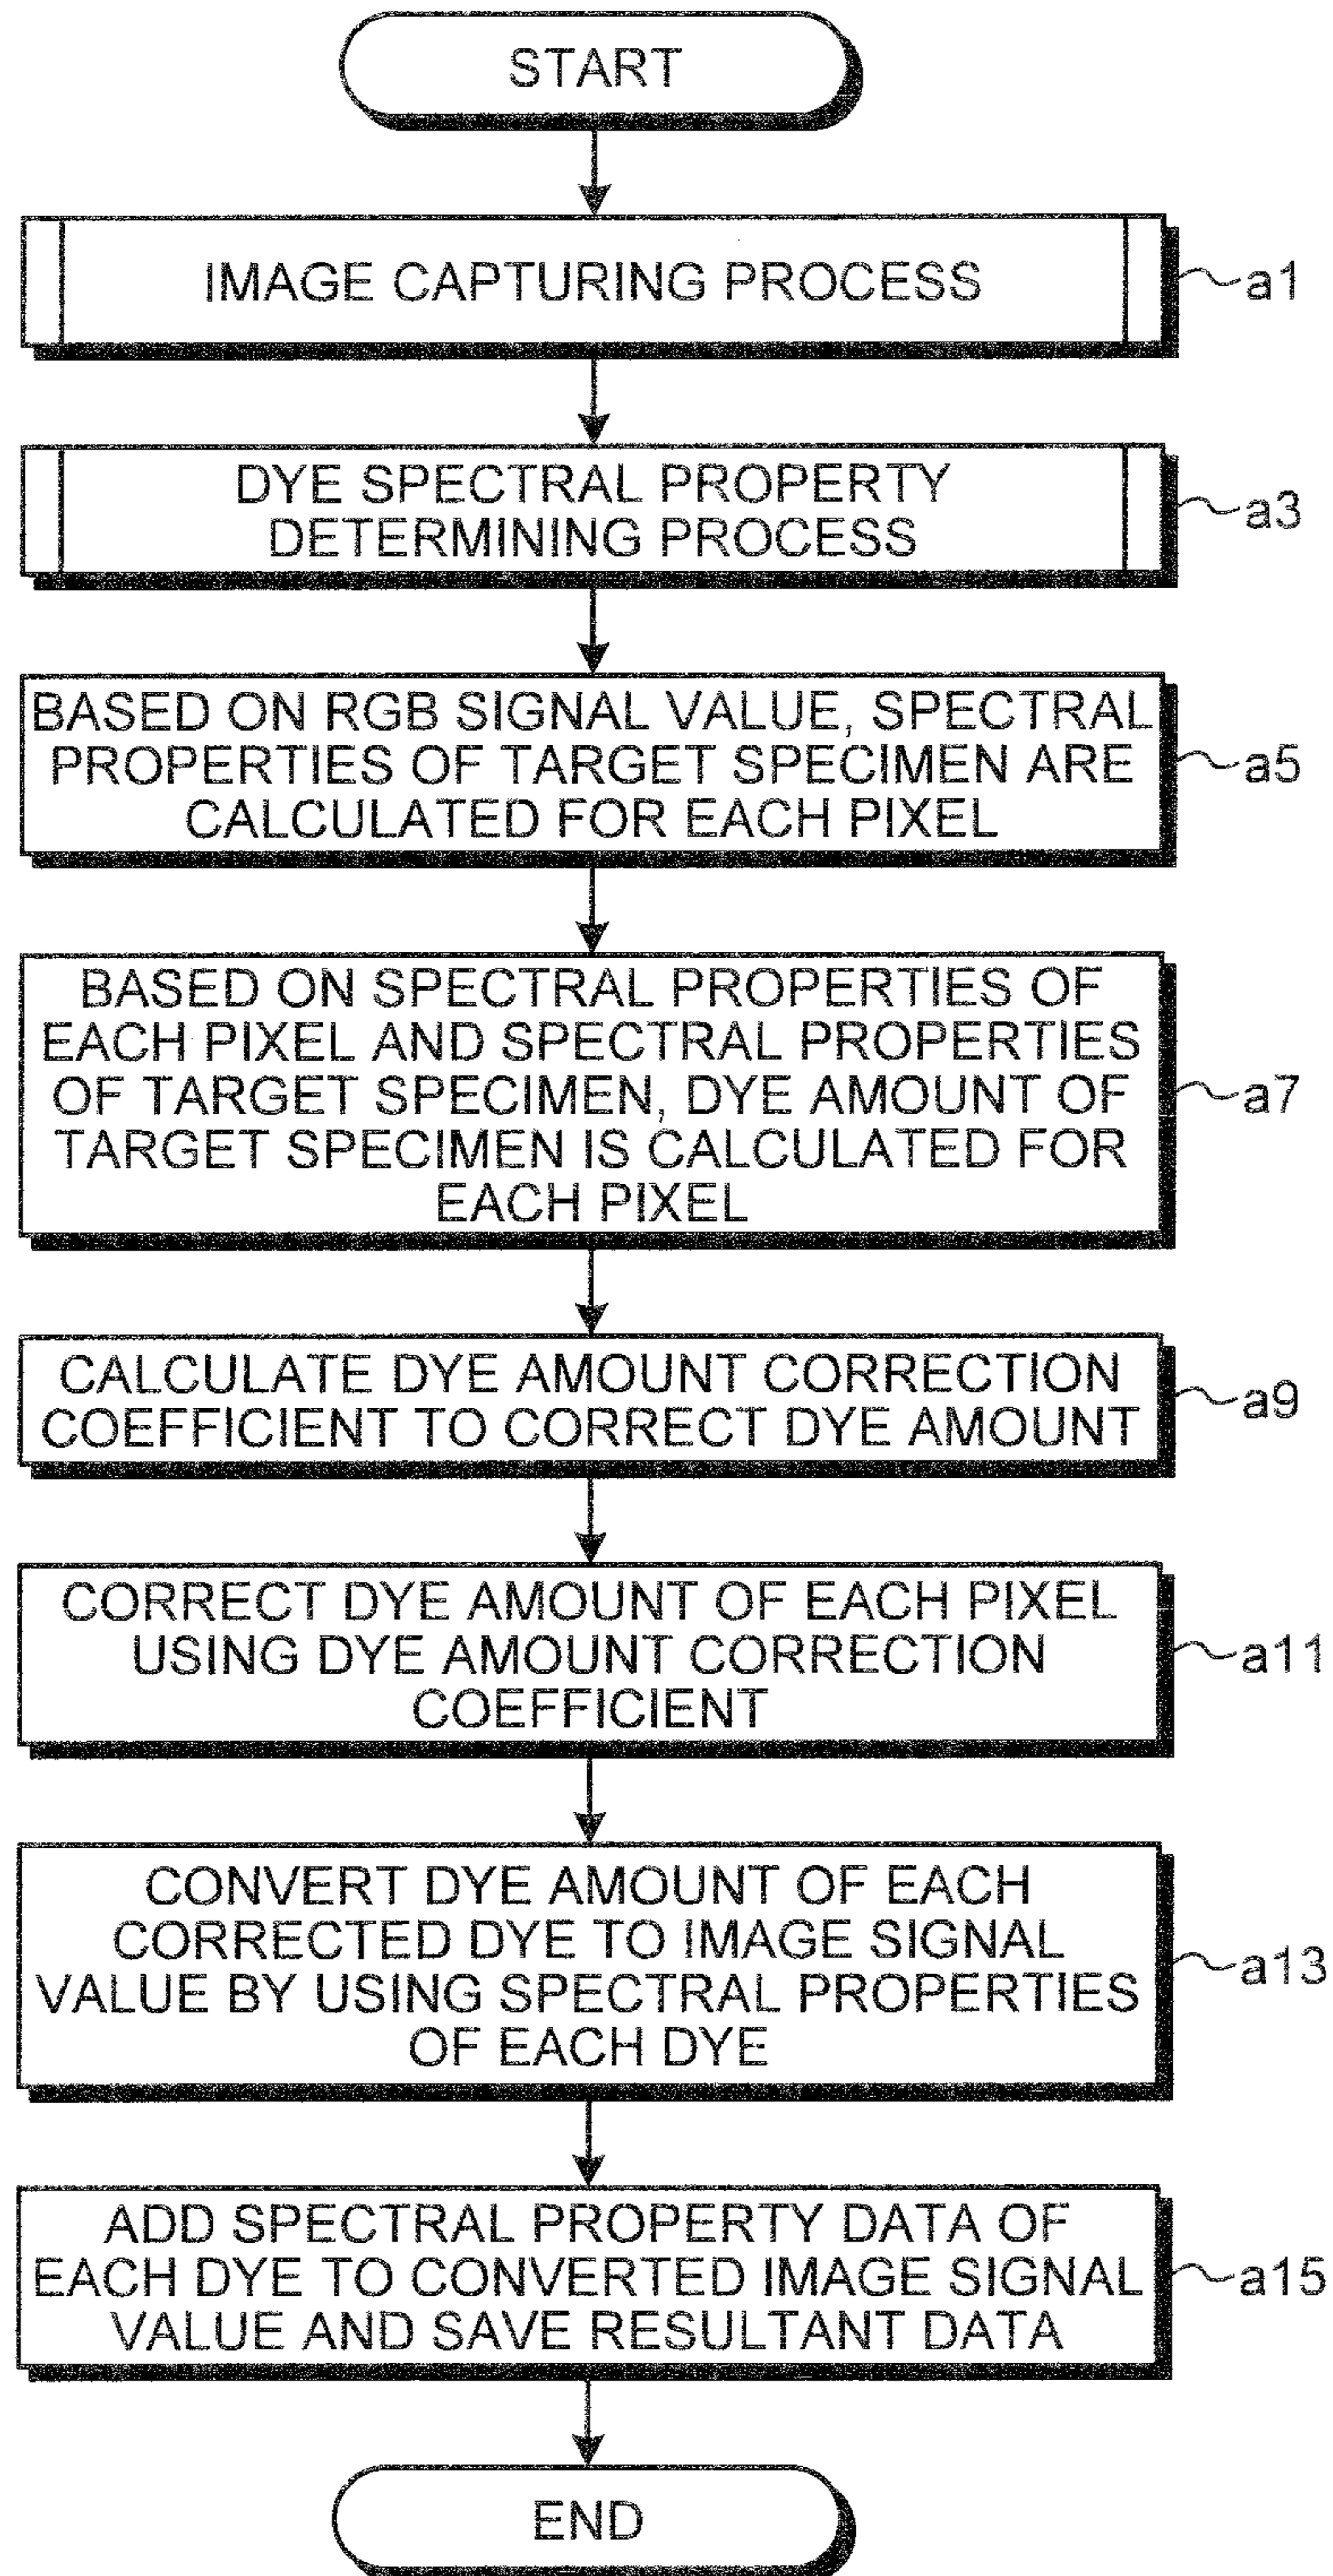 START
IMAGE CAPTURING PROCESS
a1
DYE SPECTRAL PROPERTY
DETERMINING PROCESS
a3
BASED ON RGB SIGNAL VALUE, SPECTRAL
PROPERTIES OF TARGET SPECIMEN ARE
CALCULATED FOR EACH PIXEL
a5
BASED ON SPECTRAL PROPERTIES OF
EACH PIXEL AND SPECTRAL PROPERTIES
OF TARGET SPECIMEN, DYE AMOUNT OF
TARGET SPECIMEN IS CALCULATED FOR
EACH PIXEL
a7
CALCULATE DYE AMOUNT CORRECTION
COEFFICIENT TO CORRECT DYE AMOUNT
a9
CORRECT DYE AMOUNT OF EACH PIXEL
USING DYE AMOUNT CORRECTION
COEFFICIENT
a11
CONVERT DYE AMOUNT OF EACH
CORRECTED DYE TO IMAGE SIGNAL
VALUE BY USING SPECTRAL PROPERTIES
OF EACH DYE
a13
ADD SPECTRAL PROPERTY DATA OF
EACH DYE TO CONVERTED IMAGE SIGNAL
VALUE AND SAVE RESULTANT DATA
a15
END